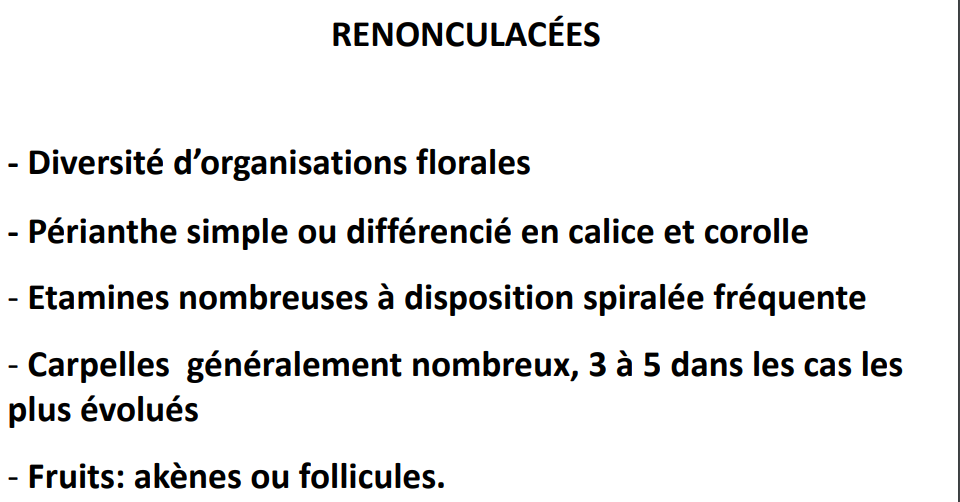 RENONCULACÉES
- Diversité d’organisations florales
- Périanthe simple ou différencié en calice et corolle
- Etamines nombreuses à disposition spiralée fréquente
- Carpelles  généralement nombreux, 3 à 5 dans les cas les
plus évolués
- Fruits: akènes ou follicules.